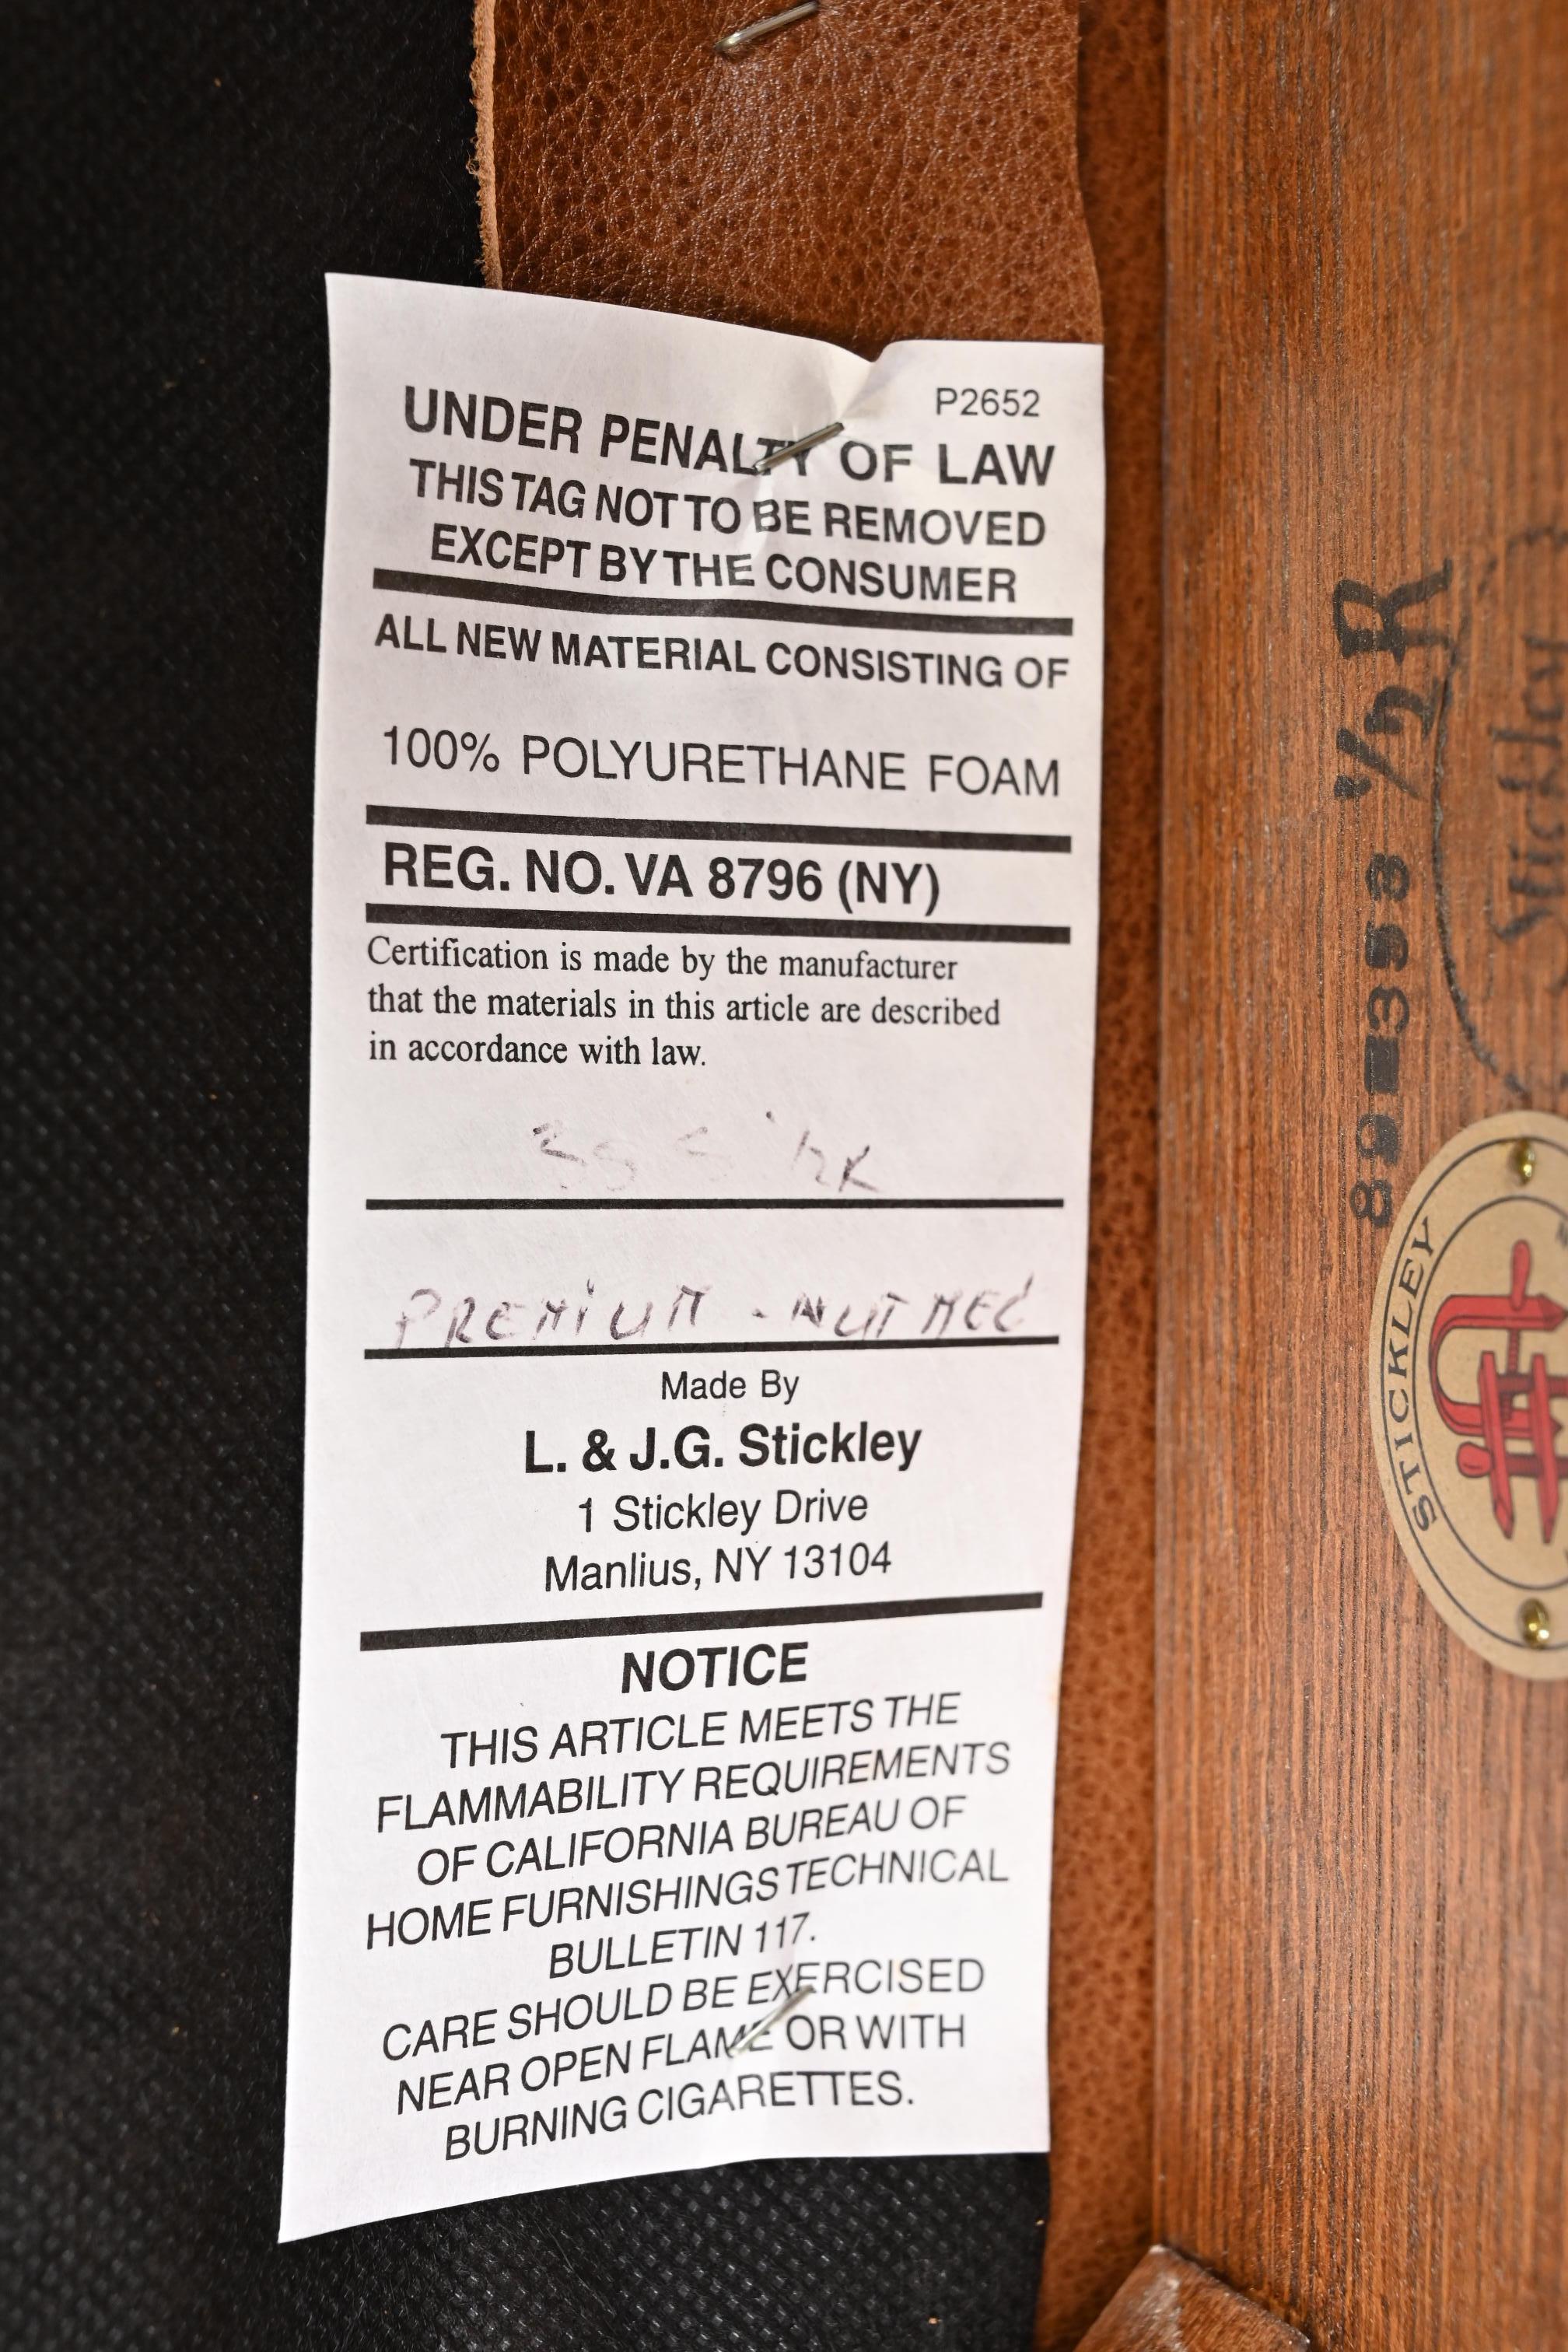 P2652
UNDER PENALTY OF LAW
THIS TAG NOT TO BE REMOVED
EXCEPT BY THE CONSUMER
ALL NEW MATERIAL CONSISTING OF
100% POLYURETHANE FOAM
REG. NO. VA 8796 (NY)
Certification is made by the manufacturer
that the materials in this article are described
in accordance with law.
PREMIUM - NUTMEG
Made By
L. & J.G. Stickley
1 Stickley Drive
Manlius, NY 13104
NOTICE
THIS ARTICLE MEETS THE
FLAMMABILITY REQUIREMENTS
OF CALIFORNIA BUREAU OF
HOME FURNISHINGS TECHNICAL
BULLETIN 117.
CARE SHOULD BE EXERCISED
NEAR OPEN FLAME OR WITH
BURNING CIGARETTES.
1/2R
Stickley
STICKLEY